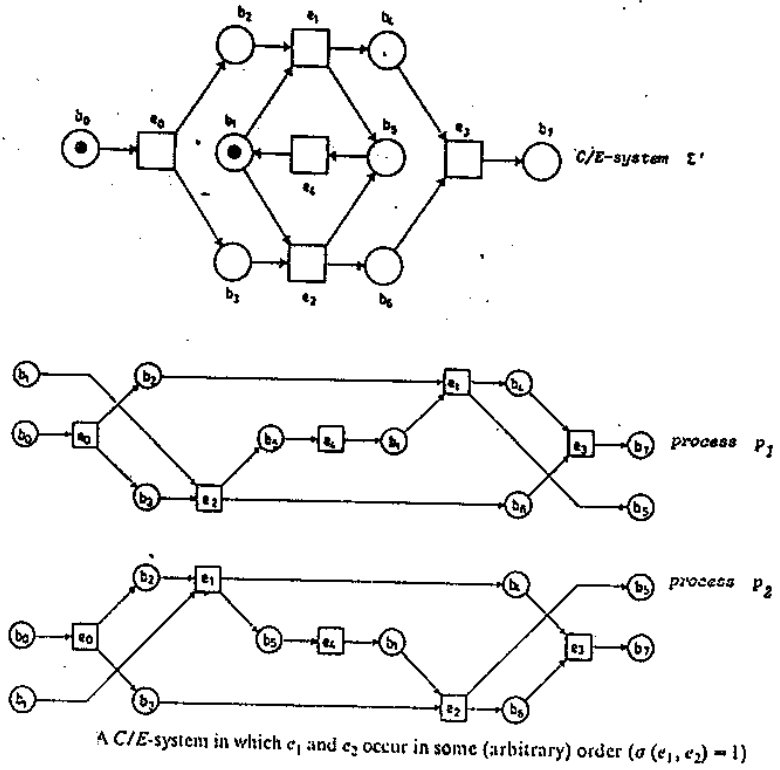 b₂ e₁ b₄
b₀ e₀ b₁ b₅ e₃ b₇
C/E-system Σ'
e₄
b₃ e₂ b₆
b₁ b₂ e₁ b₄
b₀ e₀ e₄ b₁ e₃ b₇ process p₁
b₃ e₂ b₆ b₅
b₂ e₁ b₄ b₅ process p₂
b₀ e₀ b₅ e₄ b₁ e₃ b₇
b₁ b₃ e₂ b₆
A C/E-system in which e₁ and e₂ occur in some (arbitrary) order (σ (e₁, e₂) = 1)